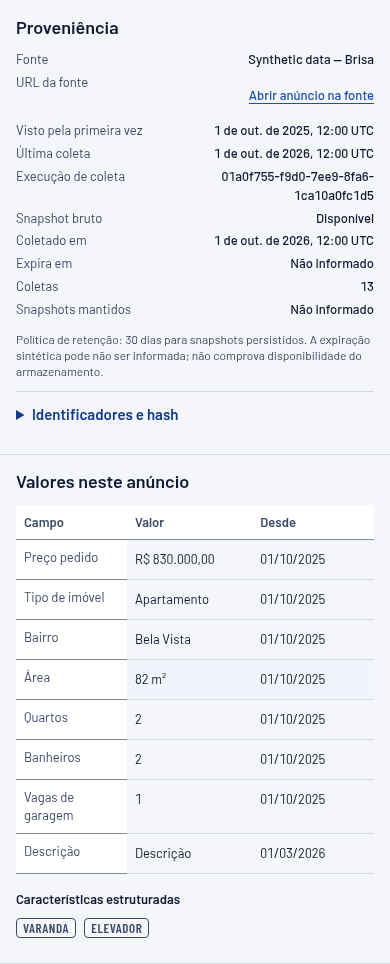 Proveniência
Fonte Synthetic data — Brisa
URL da fonte
Abrir anúncio na fonte
Visto pela primeira vez 1 de out. de 2025, 12:00 UTC
Última coleta 1 de out. de 2026, 12:00 UTC
Execução de coleta 01a0f755-f9d0-7ee9-8fa6-
1ca10a0fc1d5
Snapshot bruto Disponível
Coletado em 1 de out. de 2026, 12:00 UTC
Expira em Não informado
Coletas 13
Snapshots mantidos Não informado
Política de retenção: 30 dias para snapshots persistidos. A expiração
sintética pode não ser informada; não comprova disponibilidade do
armazenamento.
Identificadores e hash
Valores neste anúncio
Campo Valor Desde
Preço pedido R$ 830.000,00 01/10/2025
Tipo de imóvel Apartamento 01/10/2025
Bairro Bela Vista 01/10/2025
Área 82 m² 01/10/2025
Quartos 2 01/10/2025
Banheiros 2 01/10/2025
Vagas de 1 01/10/2025
garagem
Descrição Descrição 01/03/2026
Características estruturadas
VARANDA ELEVADOR